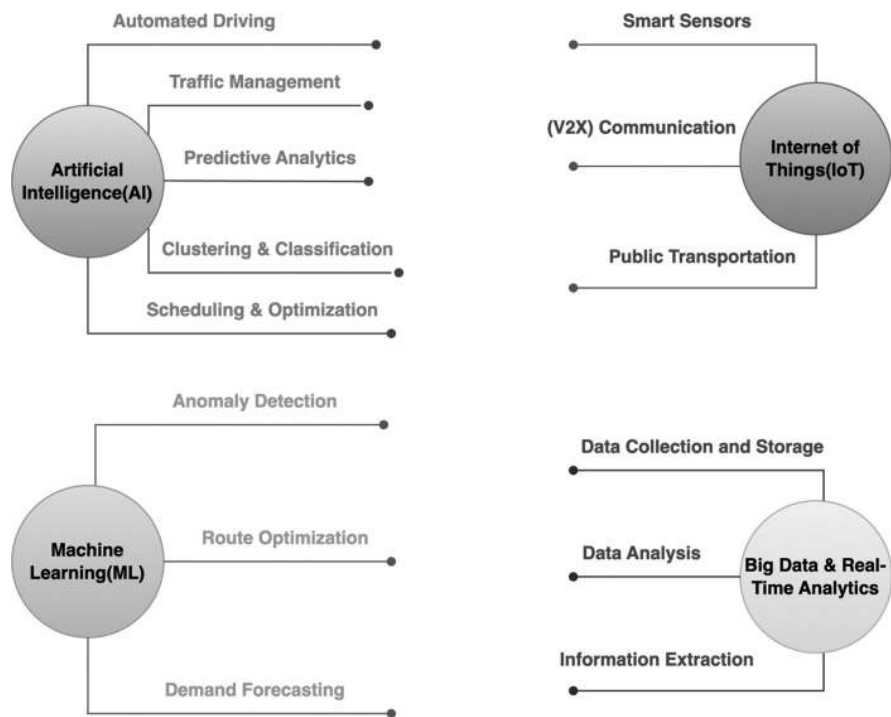 Automated Driving
Traffic Management
Artificial
Intelligence(AI)
Predictive Analytics
Clustering & Classification
Scheduling & Optimization
Smart Sensors
(V2X) Communication
Internet of
Things(IoT)
Public Transportation
Anomaly Detection
Machine
Learning(ML)
Route Optimization
Demand Forecasting
Data Collection and Storage
Data Analysis
Big Data & Real-
Time Analytics
Information Extraction